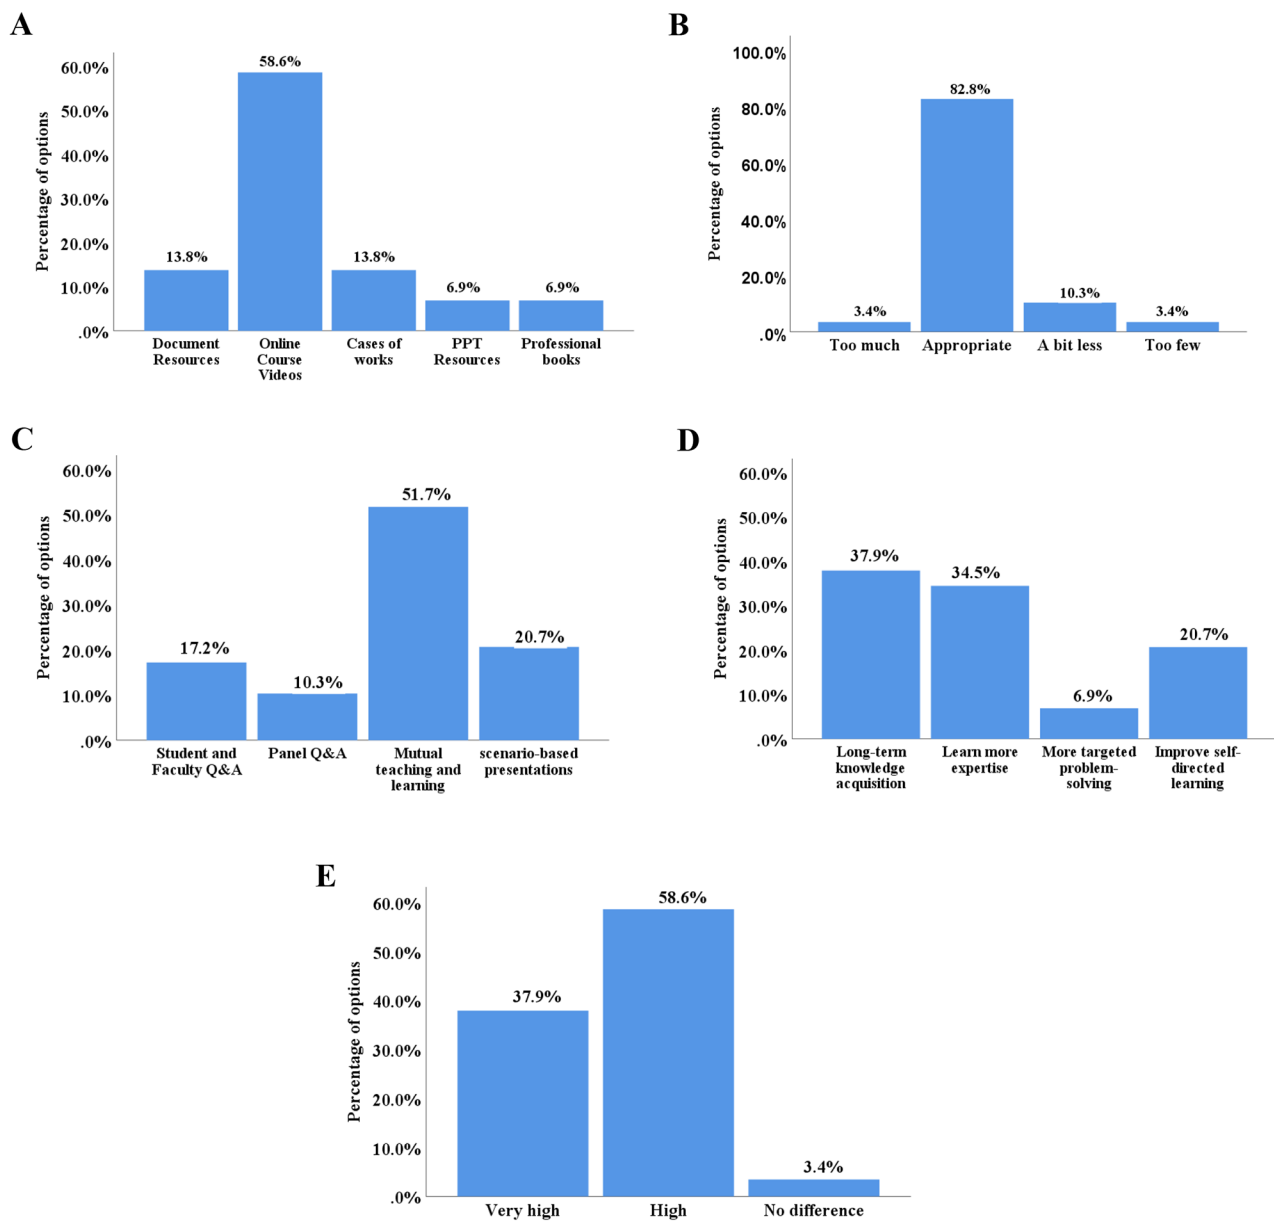 A
Percentage of options
60.0%
50.0%
40.0%
30.0%
20.0%
10.0%
.0%
13.8%
58.6%
13.8%
6.9%
6.9%
Document
Resources
Online
Course
Videos
Cases of
works
PPT
Resources
Professional
books
B
Percentage of options
100.0%
80.0%
60.0%
40.0%
20.0%
.0%
3.4%
82.8%
10.3%
3.4%
Too much
Appropriate
A bit less
Too few
C
Percentage of options
60.0%
50.0%
40.0%
30.0%
20.0%
10.0%
.0%
17.2%
10.3%
51.7%
20.7%
Student and
Faculty Q&A
Panel Q&A
Mutual
teaching and
learning
scenario-based
presentations
D
Percentage of options
60.0%
50.0%
40.0%
30.0%
20.0%
10.0%
.0%
37.9%
34.5%
6.9%
20.7%
Long-term
knowledge
acquisition
Learn more
expertise
More targeted
problem-
solving
Improve self-
directed
learning
E
Percentage of options
60.0%
50.0%
40.0%
30.0%
20.0%
10.0%
.0%
37.9%
58.6%
3.4%
Very high
High
No difference